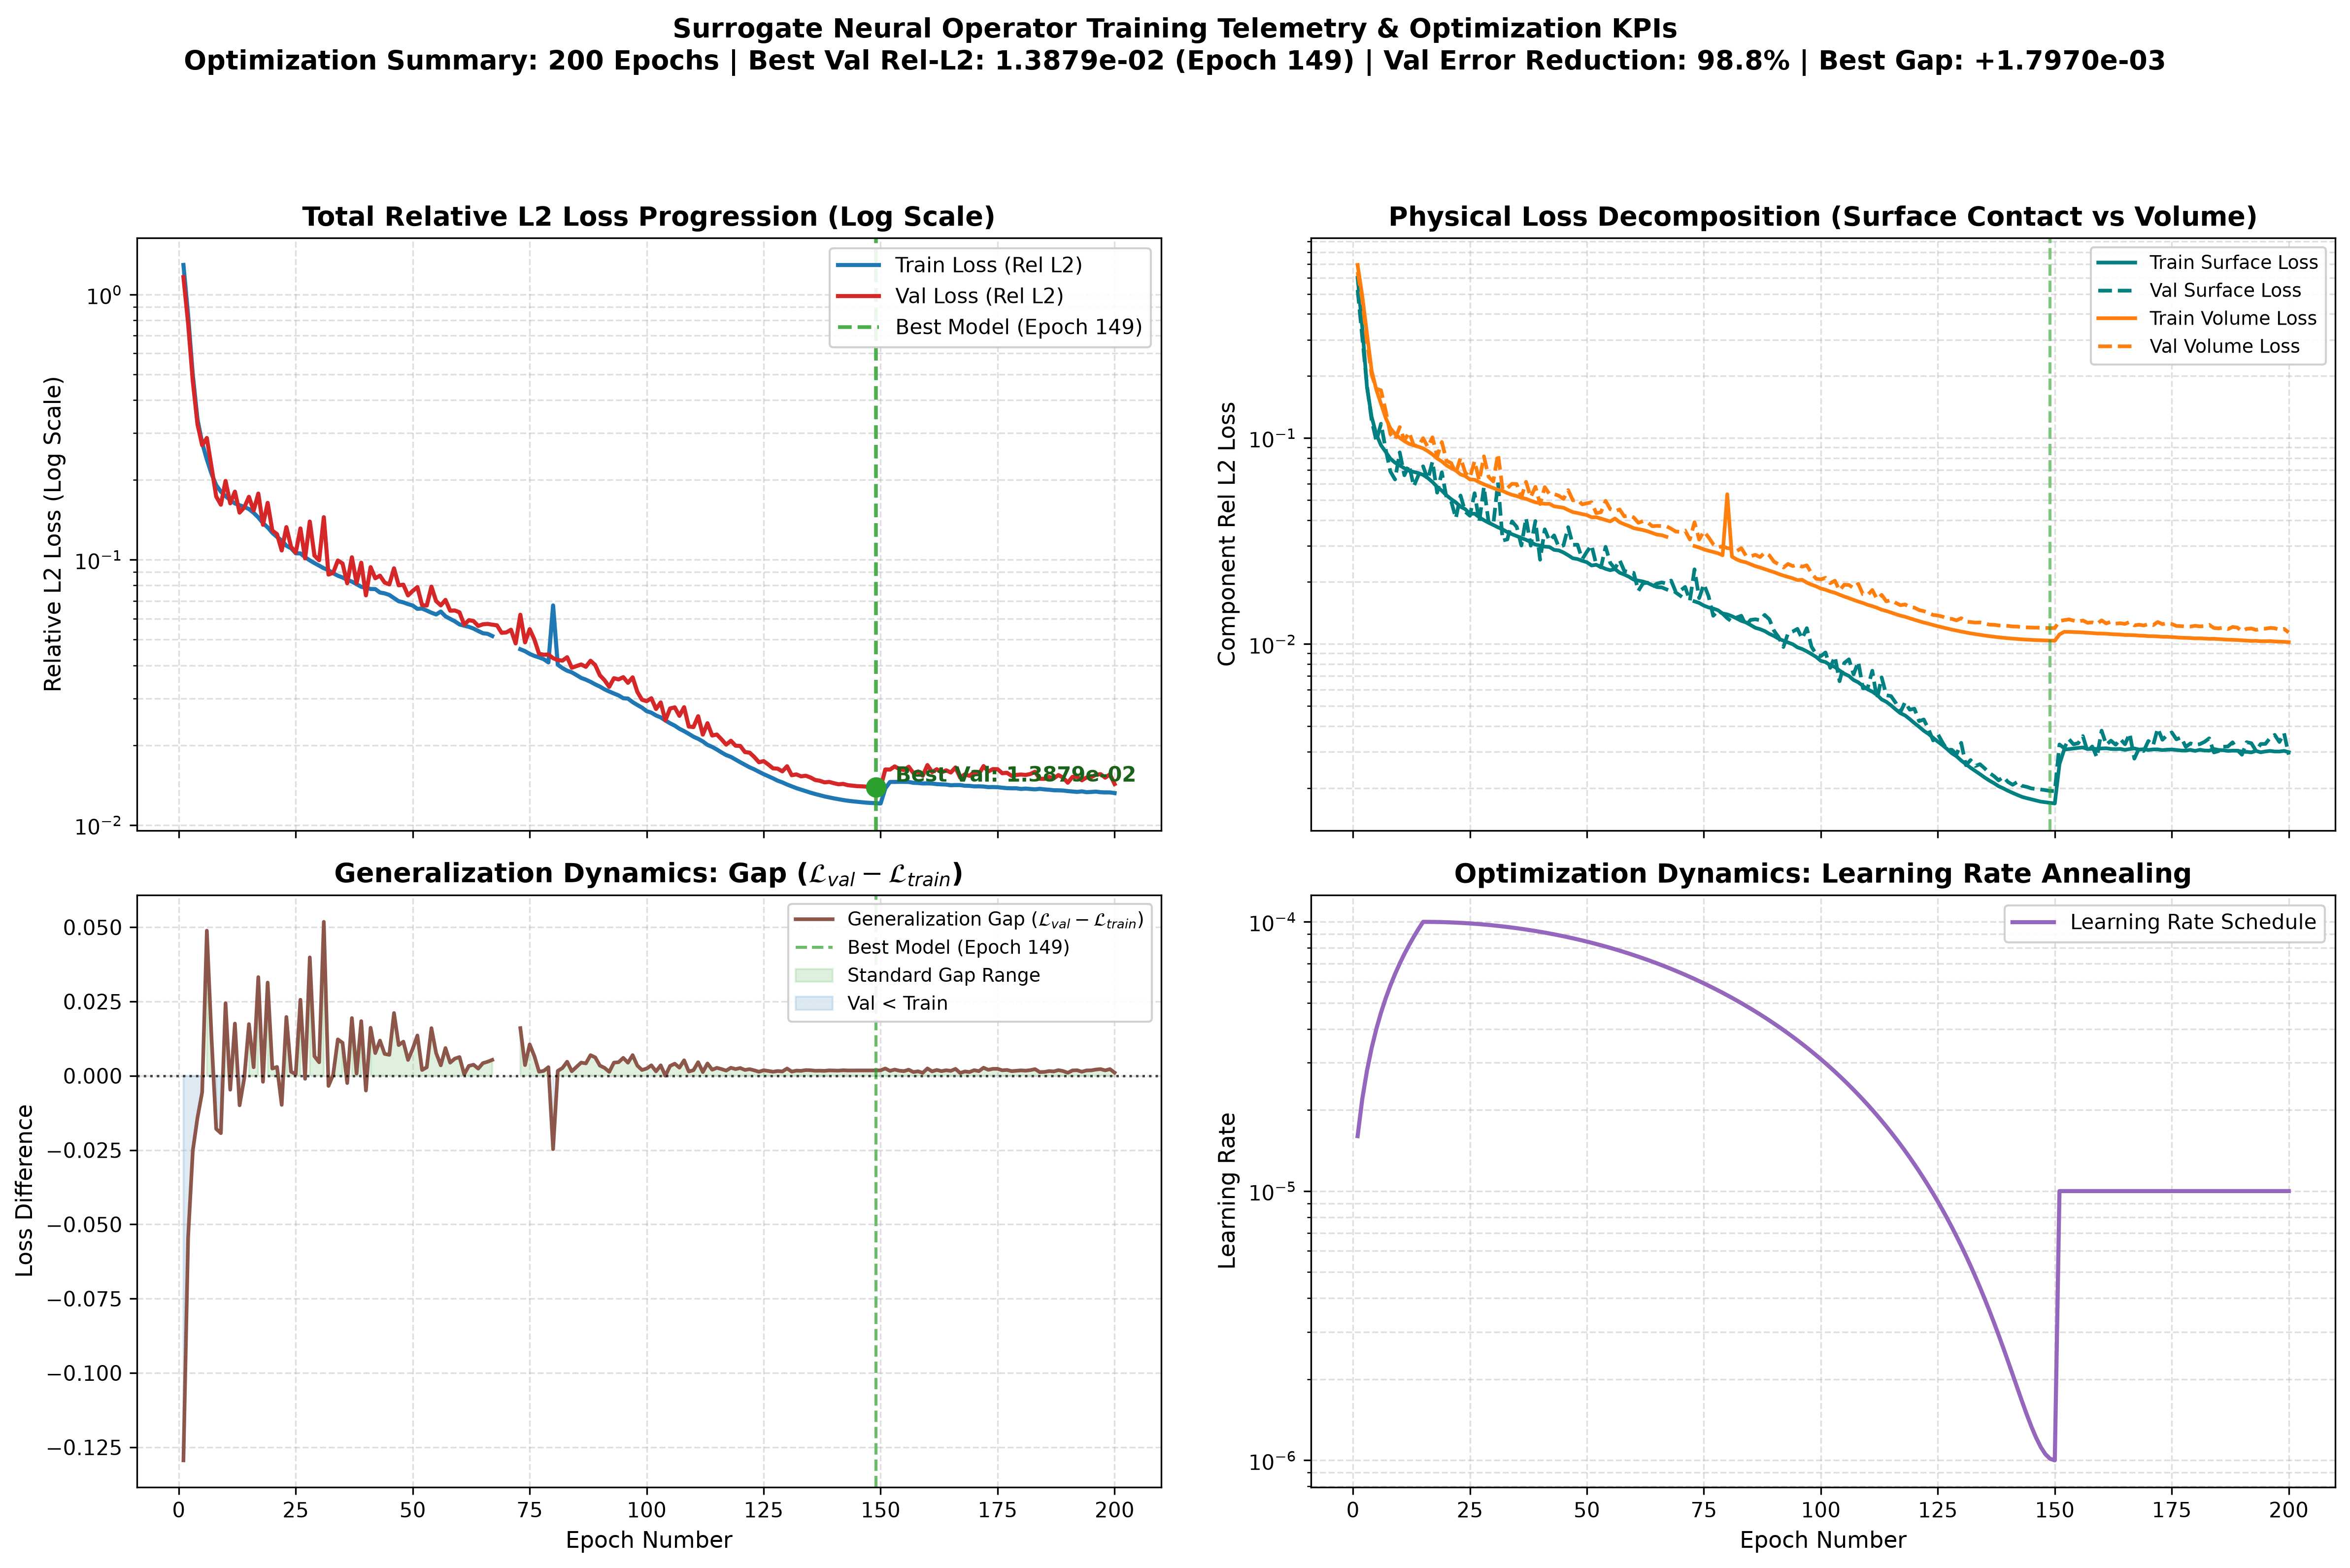 Surrogate Neural Operator Training Telemetry & Optimization KPIs
Optimization Summary: 200 Epochs | Best Val Rel-L2: 1.3879e-02 (Epoch 149) | Val Error Reduction: 98.8% | Best Gap: +1.7970e-03
Total Relative L2 Loss Progression (Log Scale)
Relative L2 Loss (Log Scale)
10⁰
10⁻¹
10⁻²
Train Loss (Rel L2)
Val Loss (Rel L2)
Best Model (Epoch 149)
Best Val: 1.3879e-02
Physical Loss Decomposition (Surface Contact vs Volume)
Component Rel L2 Loss
10⁻¹
10⁻²
Train Surface Loss
Val Surface Loss
Train Volume Loss
Val Volume Loss
Generalization Dynamics: Gap (ℒval − ℒtrain)
Loss Difference
0.050
0.025
0.000
−0.025
−0.050
−0.075
−0.100
−0.125
Generalization Gap (ℒval − ℒtrain)
Best Model (Epoch 149)
Standard Gap Range
Val < Train
0 25 50 75 100 125 150 175 200
Epoch Number
Optimization Dynamics: Learning Rate Annealing
Learning Rate
10⁻⁴
10⁻⁵
10⁻⁶
Learning Rate Schedule
0 25 50 75 100 125 150 175 200
Epoch Number